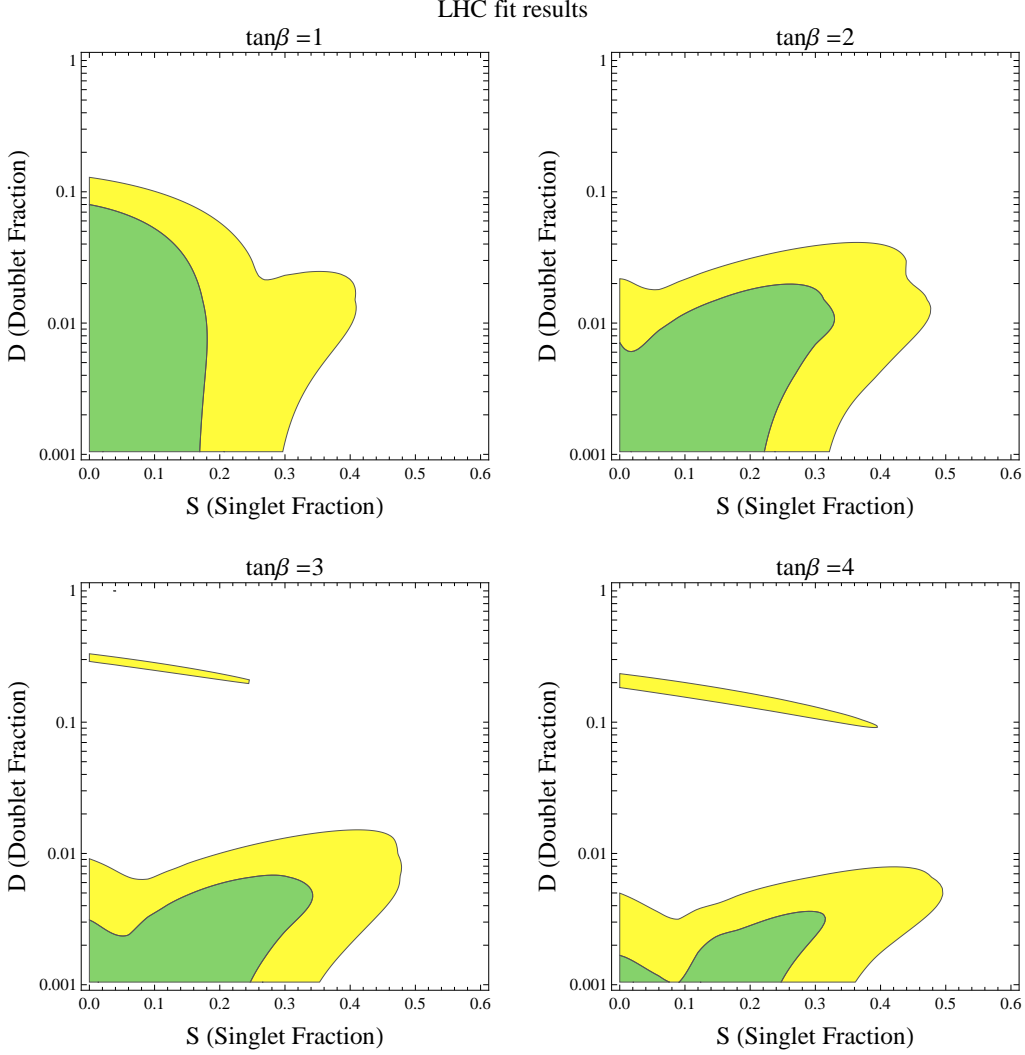 LHC fit results
tanβ =1
1
0.1
0.01
0.001
D (Doublet Fraction)
0.0 0.1 0.2 0.3 0.4 0.5 0.6
S (Singlet Fraction)
tanβ =2
1
0.1
0.01
0.001
D (Doublet Fraction)
0.0 0.1 0.2 0.3 0.4 0.5 0.6
S (Singlet Fraction)
tanβ =3
1
0.1
0.01
0.001
D (Doublet Fraction)
0.0 0.1 0.2 0.3 0.4 0.5 0.6
S (Singlet Fraction)
tanβ =4
1
0.1
0.01
0.001
D (Doublet Fraction)
0.0 0.1 0.2 0.3 0.4 0.5 0.6
S (Singlet Fraction)